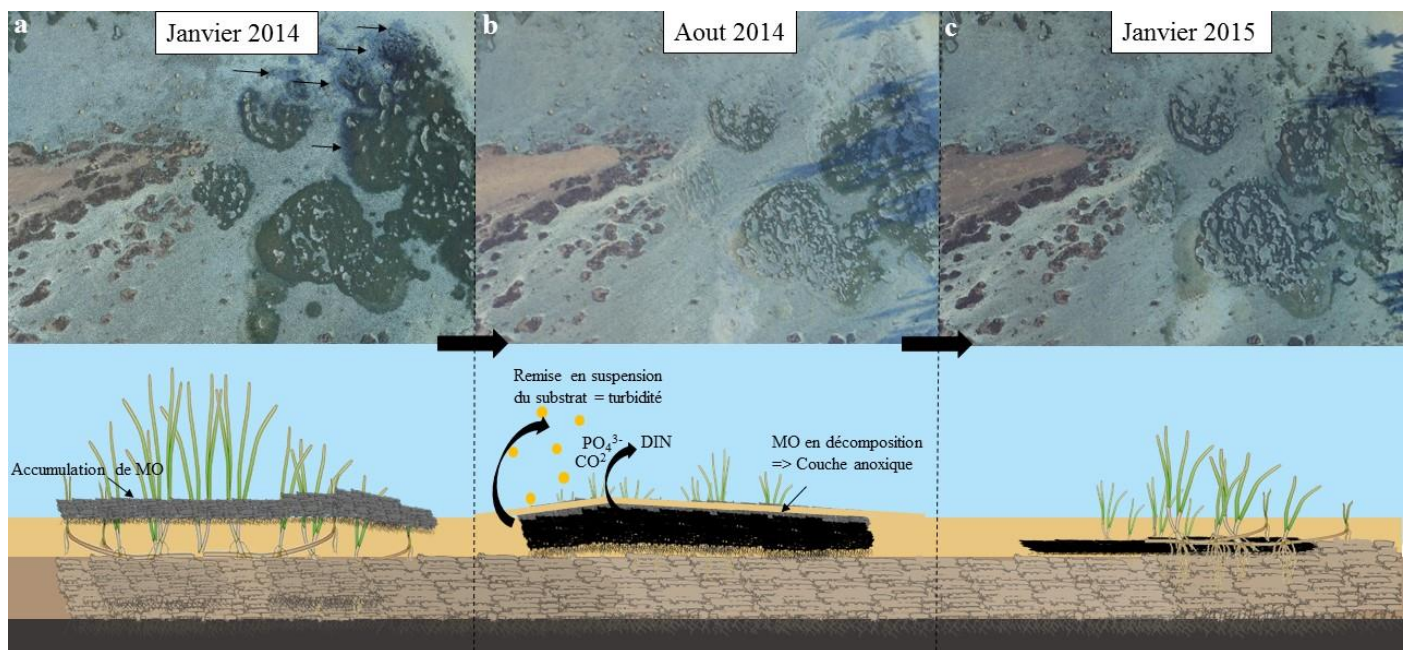 a
Janvier 2014
b
Aout 2014
c
Janvier 2015
Accumulation de MO
Remise en suspension
du substrat = turbidité
PO₄³⁻
CO²
DIN
MO en décomposition
=> Couche anoxique